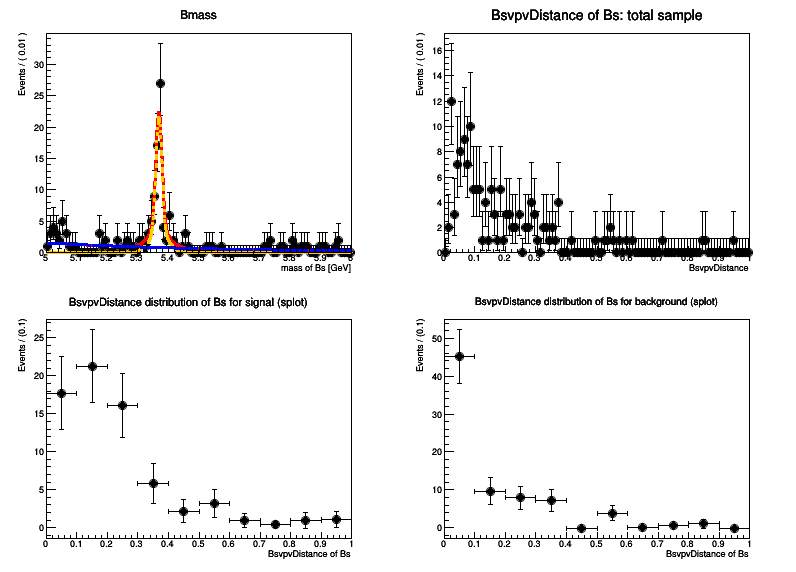 Bmass
Events / ( 0.01 )
30
25
20
15
10
5
0
5 5.1 5.2 5.3 5.4 5.5 5.6 5.7 5.8 5.9 6
mass of Bs [GeV]
BsvpvDistance of Bs: total sample
Events / ( 0.01 )
16
14
12
10
8
6
4
2
0
0 0.1 0.2 0.3 0.4 0.5 0.6 0.7 0.8 0.9 1
BsvpvDistance
BsvpvDistance distribution of Bs for signal (splot)
Events / (0.1)
25
20
15
10
5
0
0 0.1 0.2 0.3 0.4 0.5 0.6 0.7 0.8 0.9 1
BsvpvDistance of Bs
BsvpvDistance distribution of Bs for background (splot)
Events / (0.1)
50
40
30
20
10
0
0 0.1 0.2 0.3 0.4 0.5 0.6 0.7 0.8 0.9 1
BsvpvDistance of Bs